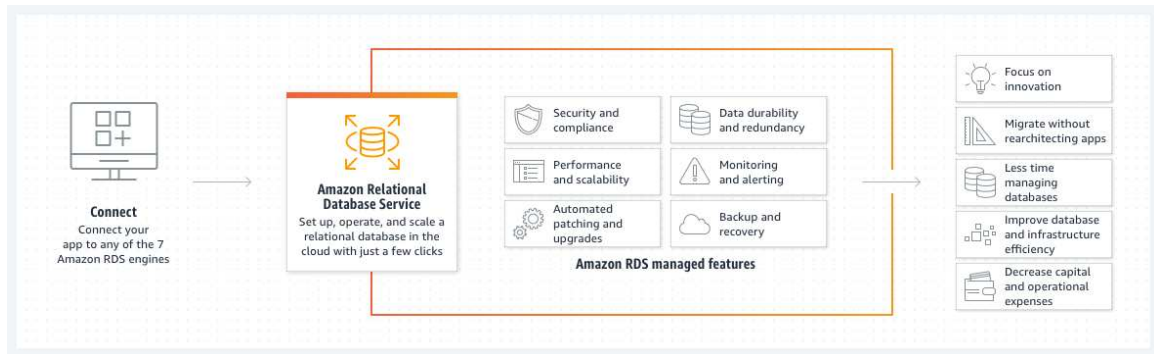 Connect
Connect your
app to any of the 7
Amazon RDS engines
Amazon Relational
Database Service
Set up, operate, and scale a
relational database in the
cloud with just a few clicks
Security and
compliance
Data durability
and redundancy
Performance
and scalability
Monitoring
and alerting
Automated
patching and
upgrades
Backup and
recovery
Amazon RDS managed features
Focus on
innovation
Migrate without
rearchitecting apps
Less time
managing
databases
Improve database
and infrastructure
efficiency
Decrease capital
and operational
expenses